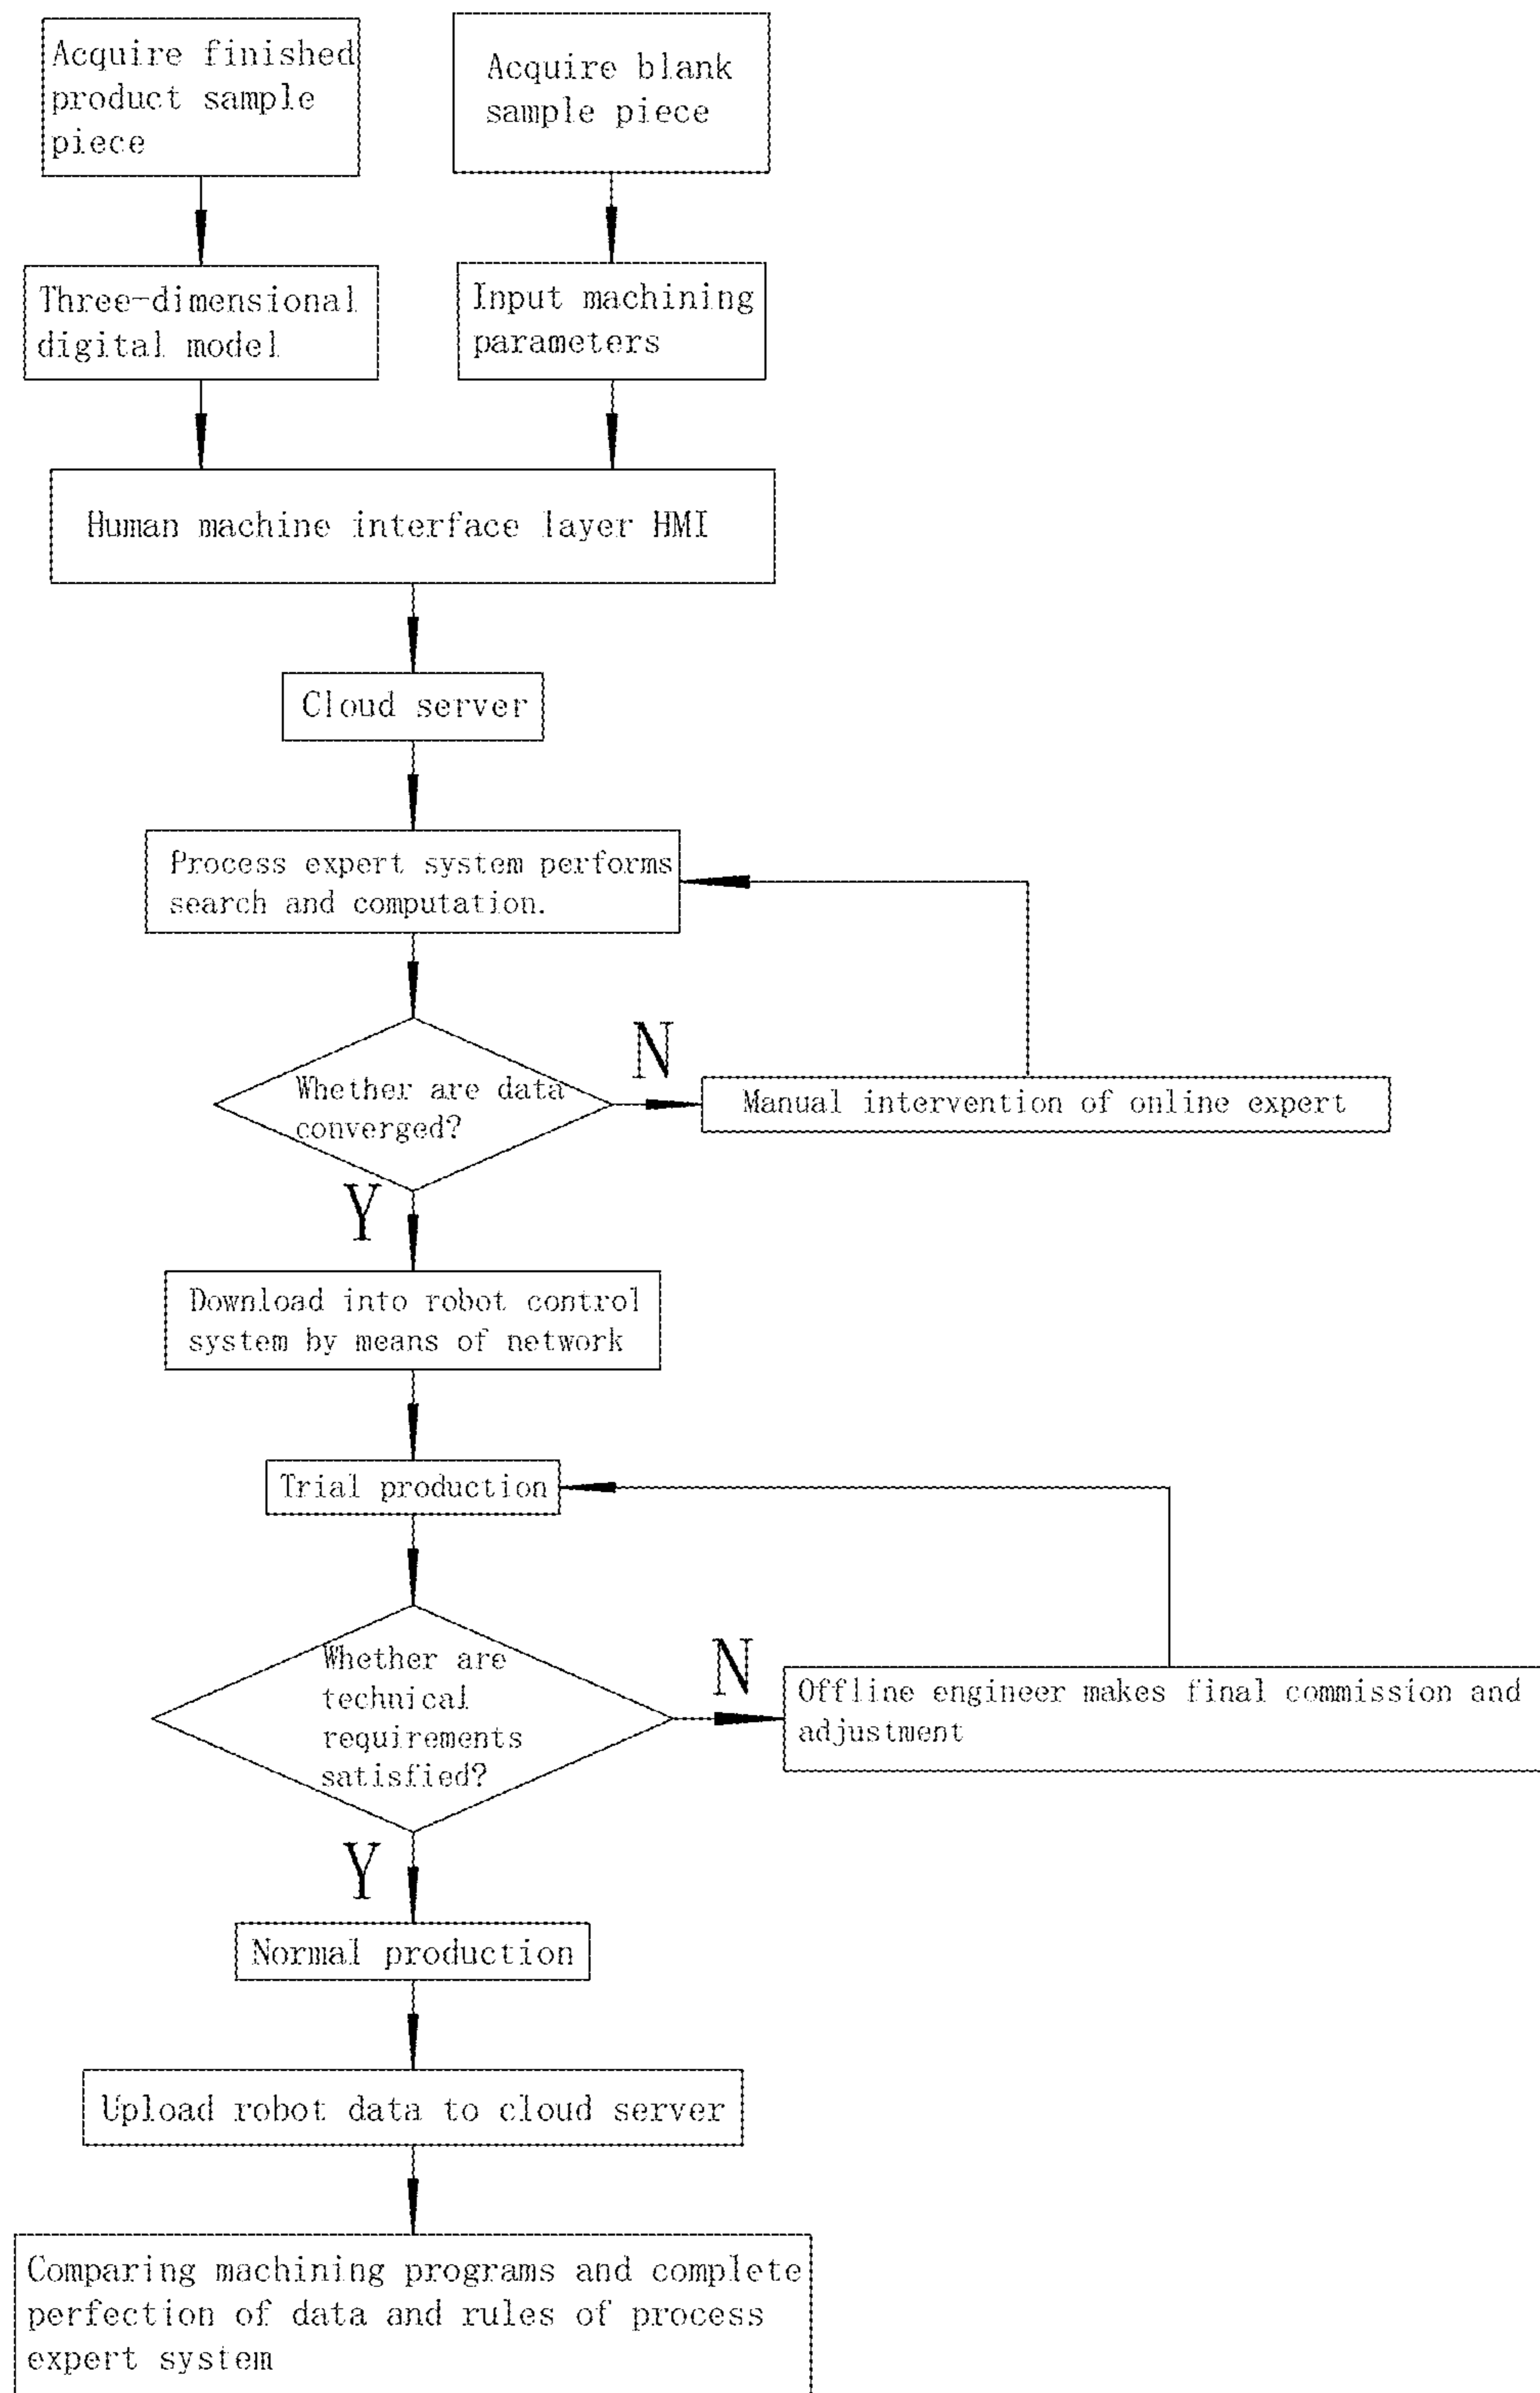 Acquire finished
product sample
piece
Acquire blank
sample piece
Three-dimensional
digital model
Input machining
parameters
Human machine interface layer HMI
Cloud server
Process expert system performs
search and computation.
Whether are data
converged?
N
Manual intervention of online expert
Y
Download into robot control
system by means of network
Trial production
Whether are
technical
requirements
satisfied?
N
Offline engineer makes final commission and
adjustment
Y
Normal production
Upload robot data to cloud server
Comparing machining programs and complete
perfection of data and rules of process
expert system